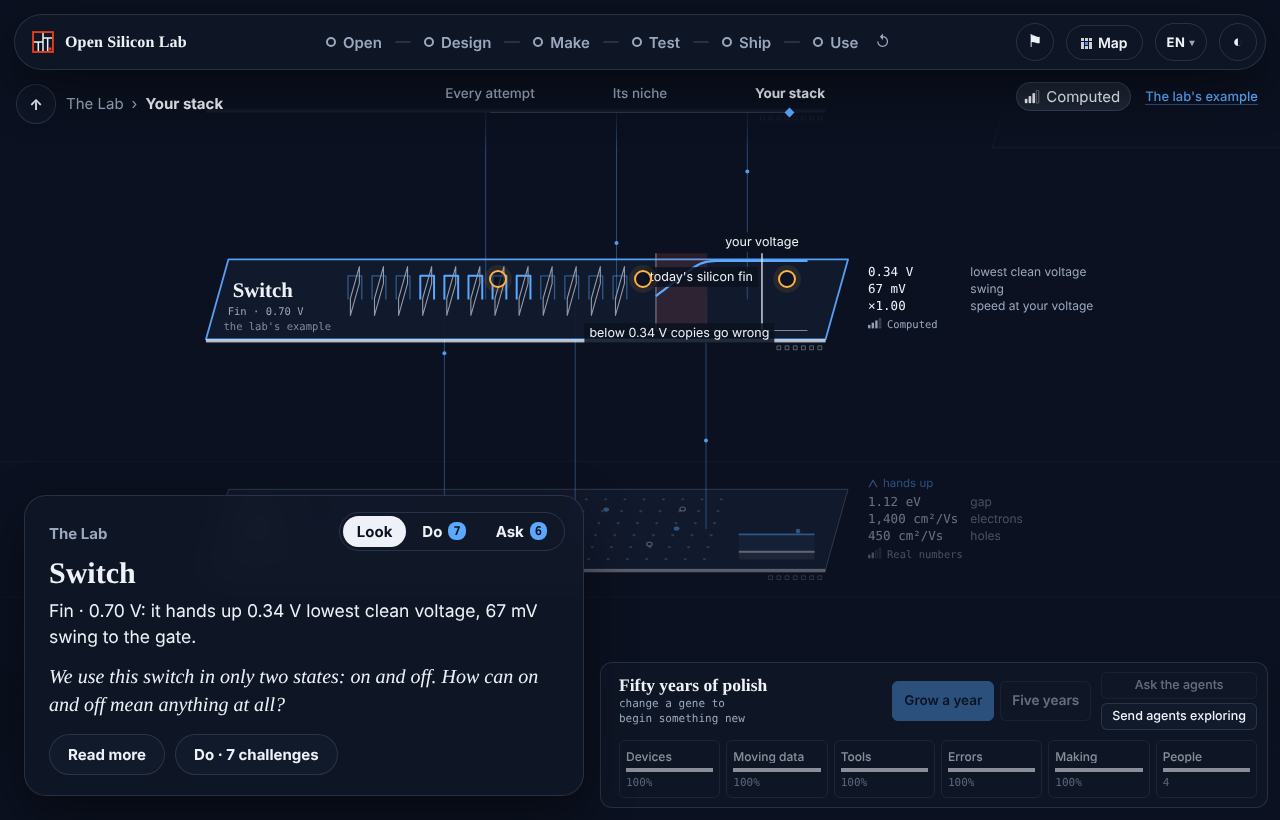 Open Silicon Lab
Open
Design
Make
Test
Ship
Use
Map
EN
The Lab › Your stack
Every attempt
Its niche
Your stack
Computed
The lab's example
your voltage
Switch
Fin · 0.70 V
the lab's example
today's silicon fin
below 0.34 V copies go wrong
0.34 V lowest clean voltage
67 mV swing
×1.00 speed at your voltage
Computed
hands up
1.12 eV gap
1,400 cm²/Vs electrons
450 cm²/Vs holes
Real numbers
The Lab
Look
Do 7
Ask 6
Switch
Fin · 0.70 V: it hands up 0.34 V lowest clean voltage, 67 mV
swing to the gate.
We use this switch in only two states: on and off. How can on
and off mean anything at all?
Read more
Do · 7 challenges
Fifty years of polish
change a gene to
begin something new
Grow a year
Five years
Ask the agents
Send agents exploring
Devices
100%
Moving data
100%
Tools
100%
Errors
100%
Making
100%
People
4